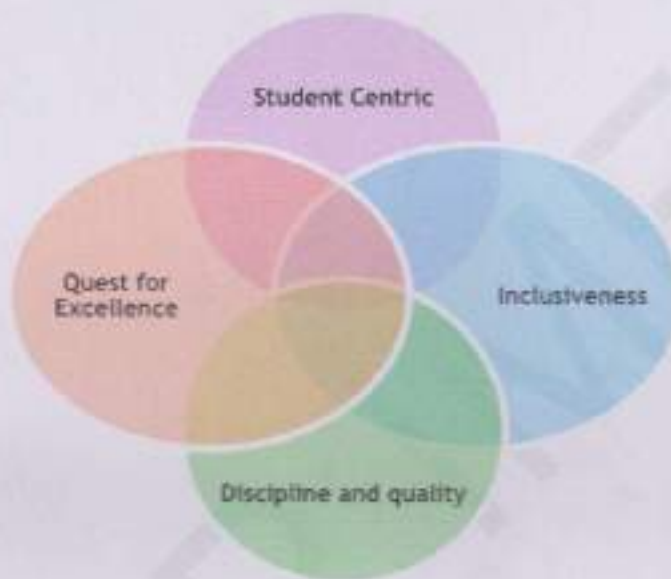 Student Centric
Quest for
Excellence
Inclusiveness
Discipline and quality